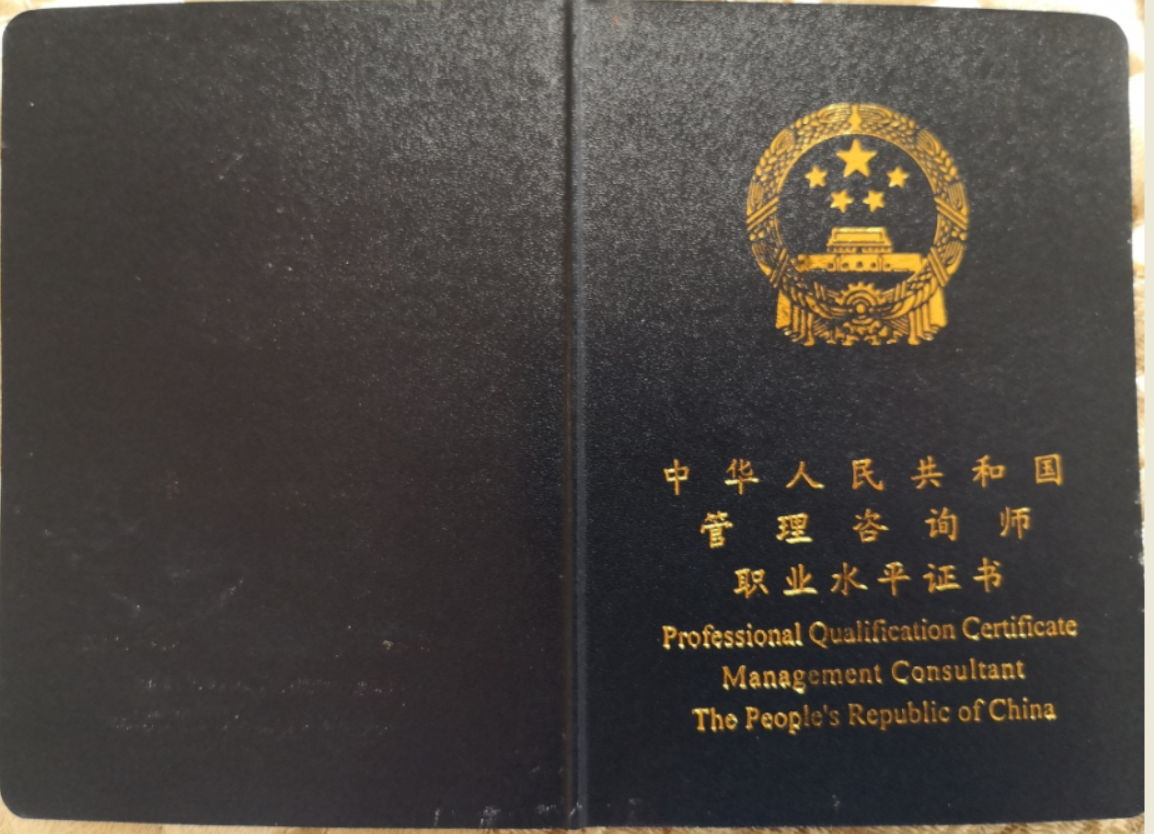 中华人民共和国
管理咨询师
职业水平证书
Professional Qualification Certificate
Management Consultant
The People's Republic of China